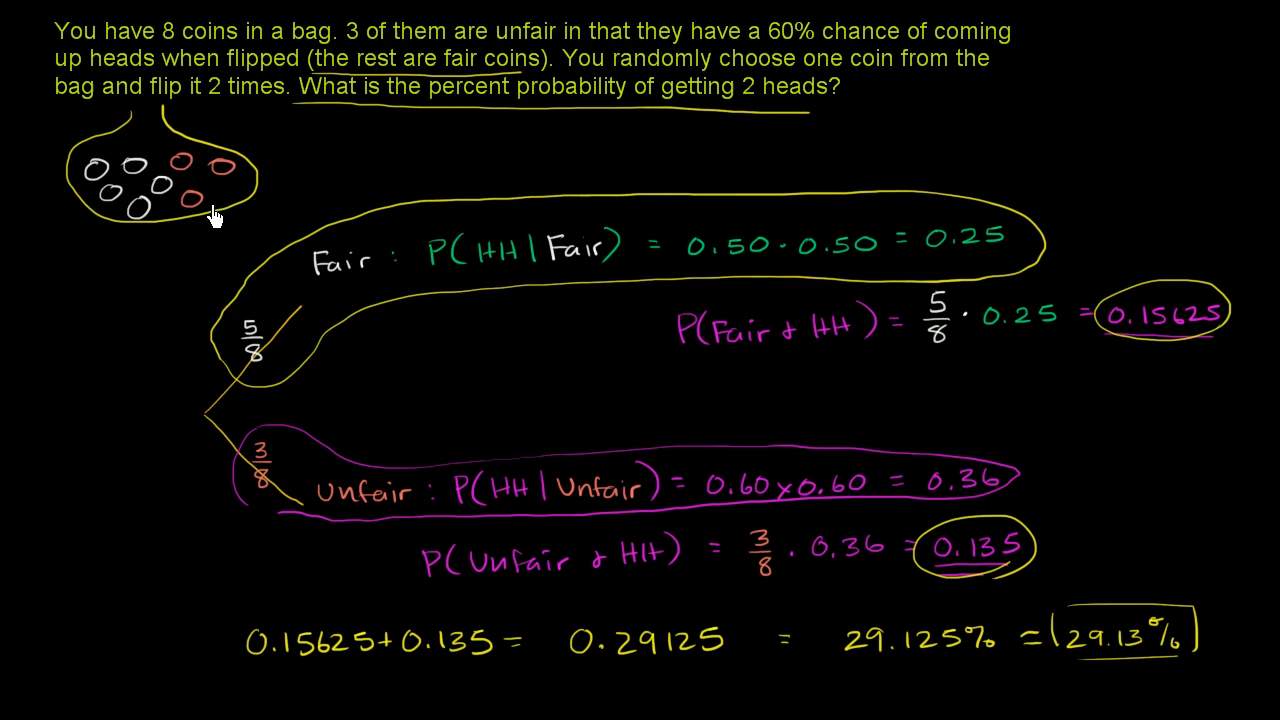 You have 8 coins in a bag. 3 of them are unfair in that they have a 60% chance of coming
up heads when flipped (the rest are fair coins). You randomly choose one coin from the
bag and flip it 2 times. What is the percent probability of getting 2 heads?
Fair : P(HH | Fair) = 0.50 · 0.50 = 0.25
5/8
P(Fair + HH) = 5/8 · 0.25 = 0.15625
3/8
Unfair : P(HH | Unfair) = 0.60 x 0.60 = 0.36
P(Unfair + HH) = 3/8 · 0.36 = 0.135
0.15625 + 0.135 = 0.29125 = 29.125% = 29.13%